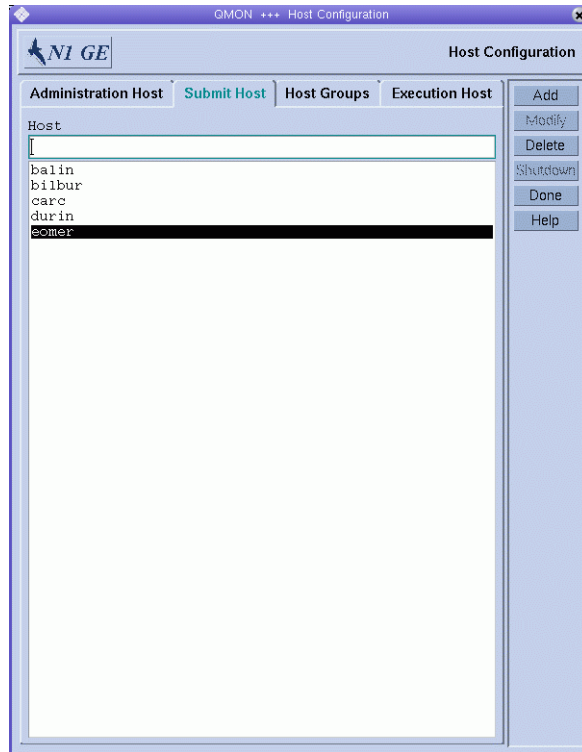 QMON +++ Host Configuration
N1 GE
Host Configuration
Administration Host
Submit Host
Host Groups
Execution Host
Host
balin
bilbur
carc
durin
eomer
Add
Modify
Delete
Shutdown
Done
Help